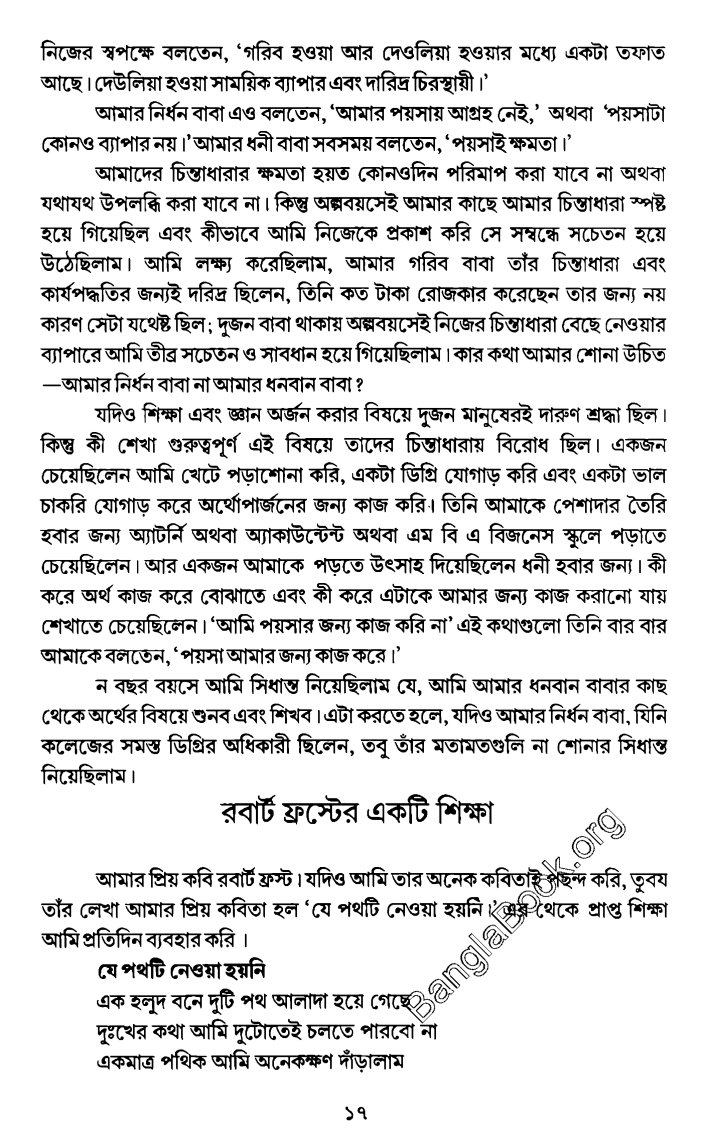 নিজের স্বপক্ষে বলতেন, ‘গরিব হওয়া আর দেওলিয়া হওয়ার মধ্যে একটা তফাত
আছে। দেউলিয়া হওয়া সাময়িক ব্যাপার এবং দারিদ্র চিরস্থায়ী।’
আমার নির্ধন বাবা এও বলতেন, ‘আমার পয়সায় আগ্রহ নেই,’ অথবা ‘পয়সাটা
কোনও ব্যাপার নয়।’ আমার ধনী বাবা সবসময় বলতেন, ‘পয়সাই ক্ষমতা।’
আমাদের চিন্তাধারার ক্ষমতা হয়ত কোনওদিন পরিমাপ করা যাবে না অথবা
যথাযথ উপলব্ধি করা যাবে না। কিন্তু অল্পবয়সেই আমার কাছে আমার চিন্তাধারা স্পষ্ট
হয়ে গিয়েছিল এবং কীভাবে আমি নিজেকে প্রকাশ করি সে সম্বন্ধে সচেতন হয়ে
উঠেছিলাম। আমি লক্ষ্য করেছিলাম, আমার গরিব বাবা তাঁর চিন্তাধারা এবং
কার্যপদ্ধতির জন্যই দরিদ্র ছিলেন, তিনি কত টাকা রোজকার করেছেন তার জন্য নয়
কারণ সেটা যথেষ্ট ছিল; দুজন বাবা থাকায় অল্পবয়সেই নিজের চিন্তাধারা বেছে নেওয়ার
ব্যাপারে আমি তীব্র সচেতন ও সাবধান হয়ে গিয়েছিলাম। কার কথা আমার শোনা উচিত
—আমার নির্ধন বাবা না আমার ধনবান বাবা?
যদিও শিক্ষা এবং জ্ঞান অর্জন করার বিষয়ে দুজন মানুষেরই দারুণ শ্রদ্ধা ছিল।
কিন্তু কী শেখা গুরুত্বপূর্ণ এই বিষয়ে তাদের চিন্তাধারায় বিরোধ ছিল। একজন
চেয়েছিলেন আমি খেটে পড়াশোনা করি, একটা ডিগ্রি যোগাড় করি এবং একটা ভাল
চাকরি যোগাড় করে অর্থোপার্জনের জন্য কাজ করি। তিনি আমাকে পেশাদার তৈরি
হবার জন্য অ্যাটর্নি অথবা অ্যাকাউন্টেন্ট অথবা এম বি এ বিজনেস স্কুলে পড়াতে
চেয়েছিলেন। আর একজন আমাকে পড়তে উৎসাহ দিয়েছিলেন ধনী হবার জন্য। কী
করে অর্থ কাজ করে বোঝাতে এবং কী করে এটাকে আমার জন্য কাজ করানো যায়
শেখাতে চেয়েছিলেন। ‘আমি পয়সার জন্য কাজ করি না’ এই কথাগুলো তিনি বার বার
আমাকে বলতেন, ‘পয়সা আমার জন্য কাজ করে।’
ন বছর বয়সে আমি সিধান্ত নিয়েছিলাম যে, আমি আমার ধনবান বাবার কাছ
থেকে অর্থের বিষয়ে শুনব এবং শিখব। এটা করতে হলে, যদিও আমার নির্ধন বাবা, যিনি
কলেজের সমস্ত ডিগ্রির অধিকারী ছিলেন, তবু তাঁর মতামতগুলি না শোনার সিধান্ত
নিয়েছিলাম।
রবার্ট ফ্রস্টের একটি শিক্ষা
আমার প্রিয় কবি রবার্ট ফ্রস্ট। যদিও আমি তার অনেক কবিতাই পছন্দ করি, তুবয
তাঁর লেখা আমার প্রিয় কবিতা হল ‘যে পথটি নেওয়া হয়নি।’ এর থেকে প্রাপ্ত শিক্ষা
আমি প্রতিদিন ব্যবহার করি ।
যে পথটি নেওয়া হয়নি
এক হলুদ বনে দুটি পথ আলাদা হয়ে গেছে
দুঃখের কথা আমি দুটোতেই চলতে পারবো না
একমাত্র পথিক আমি অনেকক্ষণ দাঁড়ালাম
১৭
BanglaBook.org